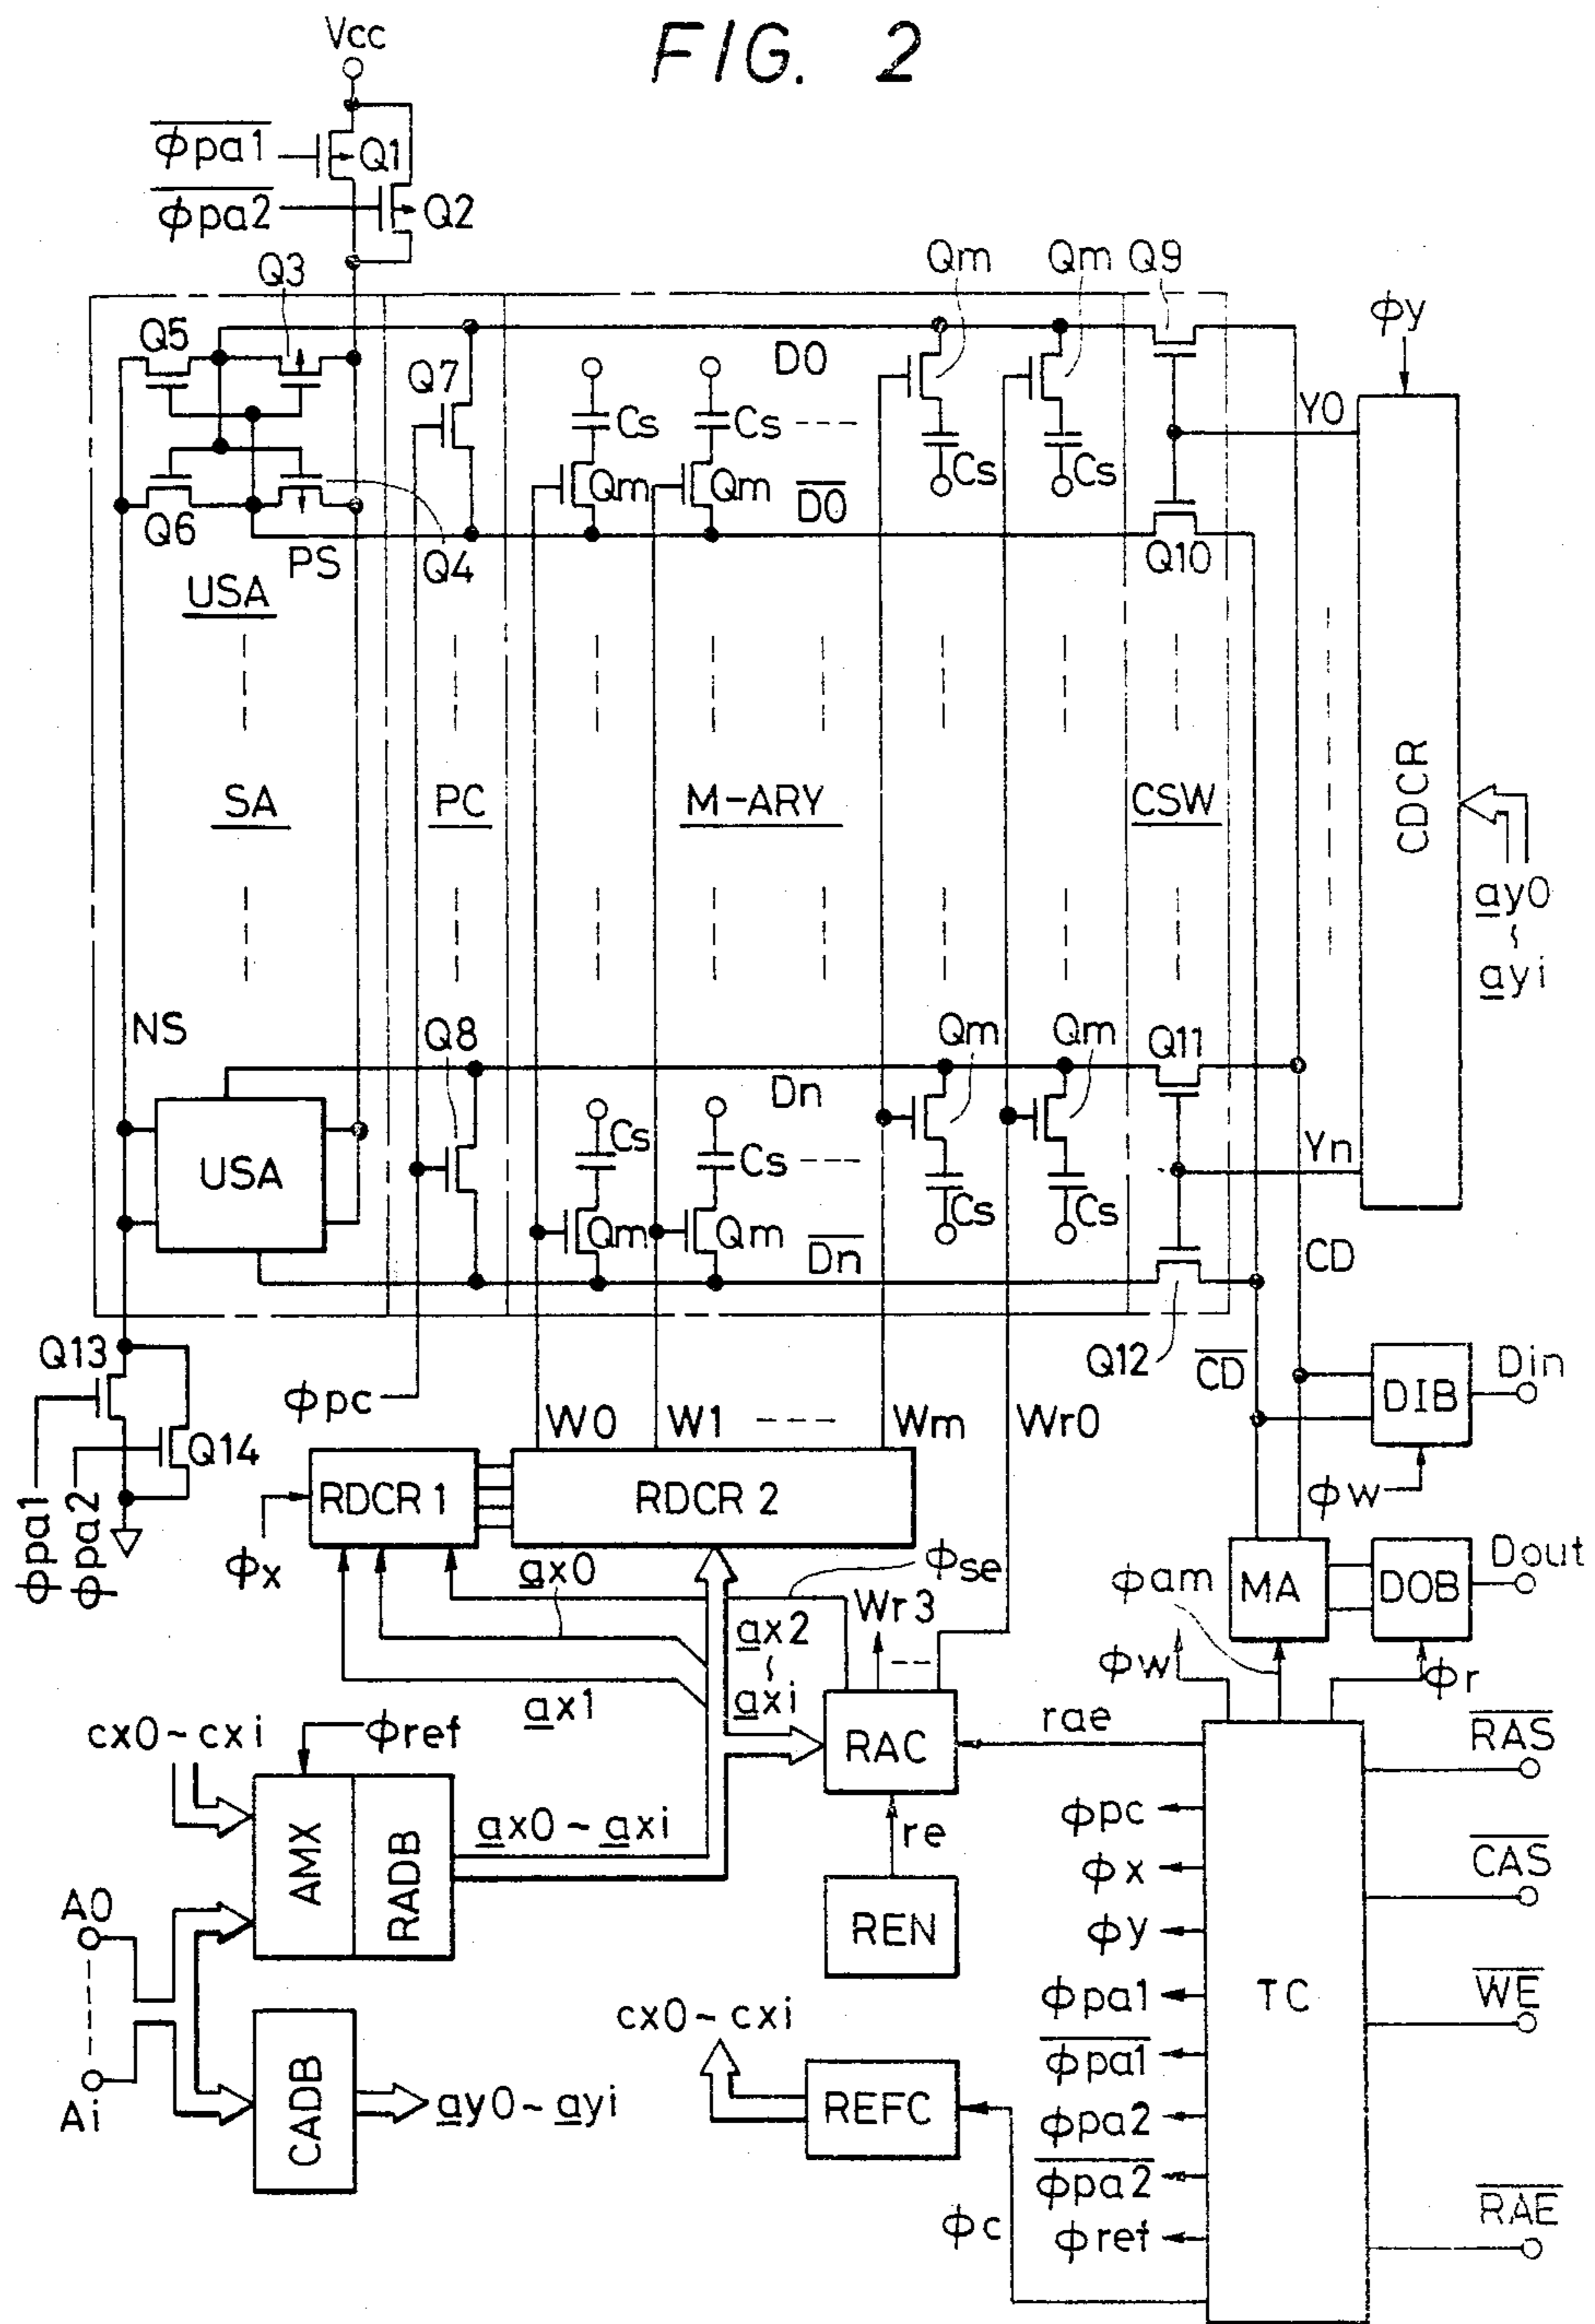 FIG. 2
Vcc
φpa1 Q1
φpa2 Q2
Q3 Qm Qm Q9
φy
Q5 D0
Q7 Y0
Cs Cs ----
Cs Cs
Qm Qm D0
Q6 PS Q4 Q10
USA
SA PC M-ARY CSW CDCR
ay0
~
ayi
NS Q8 Qm Qm Q11
Dn
Cs Cs ---- Yn
USA
Cs Cs
Qm Qm Dn
CD
Q13 Q12 CD Din
φpc DIB
W0 W1 ---- Wm Wr0
Q14
φpa1 φpa2 RDCR 1 RDCR 2 φw
φx ax0 φse Dout
φam MA DOB
Wr3
ax2
~
axi
--
φw φr
ax1
cx0~cxi φref RAC rae RAS
AMX RADB ax0~axi re φpc
φx CAS
A0 REN φy
TC
φpa1 WE
cx0~cxi φpa1
CADB REFC φpa2
Ai ay0~ayi
φpa2
φc φref RAE